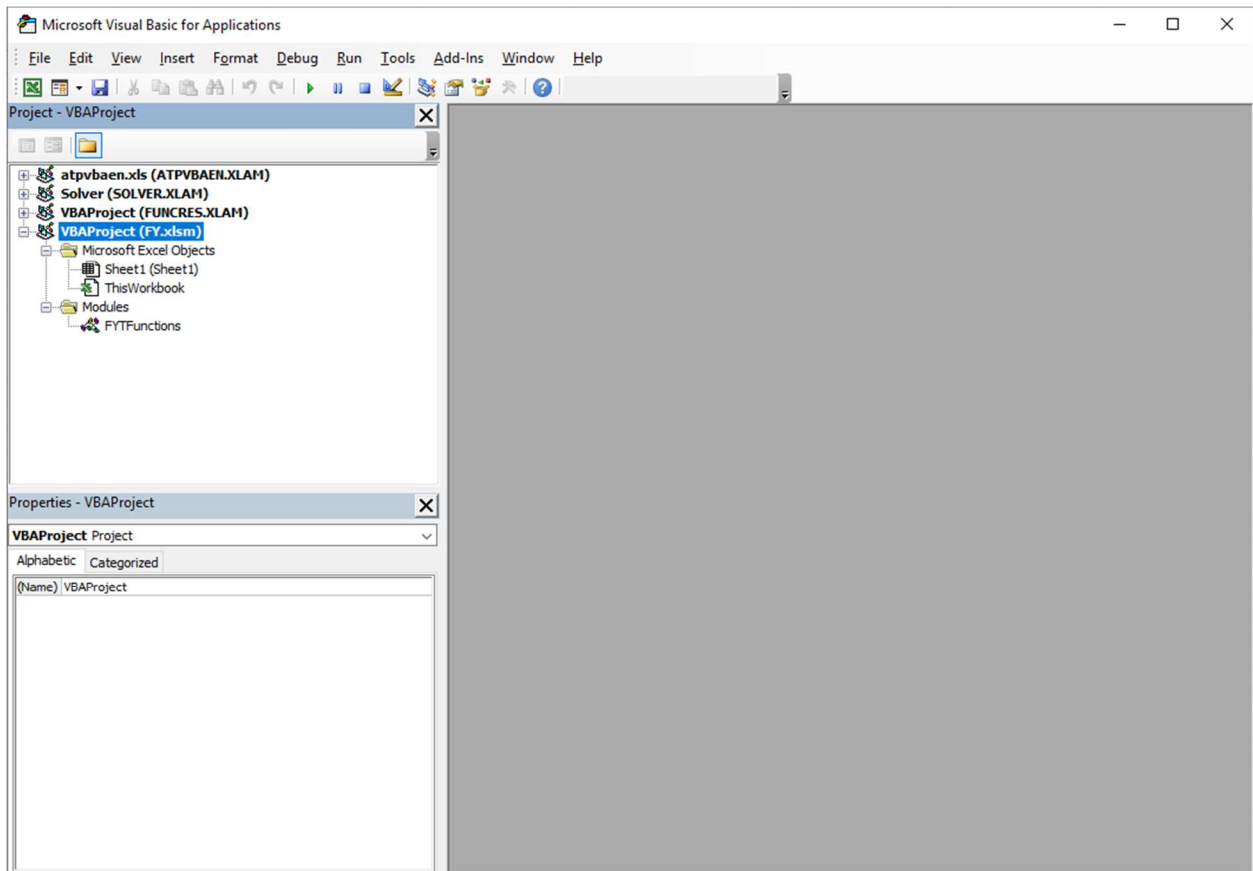 Microsoft Visual Basic for Applications
File Edit View Insert Format Debug Run Tools Add-Ins Window Help
Project - VBAProject
atpvbaen.xls (ATPVBAEN.XLAM)
Solver (SOLVER.XLAM)
VBAProject (FUNCRES.XLAM)
VBAProject (FY.xlsm)
Microsoft Excel Objects
Sheet1 (Sheet1)
ThisWorkbook
Modules
FYTFunctions
Properties - VBAProject
VBAProject Project
Alphabetic Categorized
(Name) VBAProject